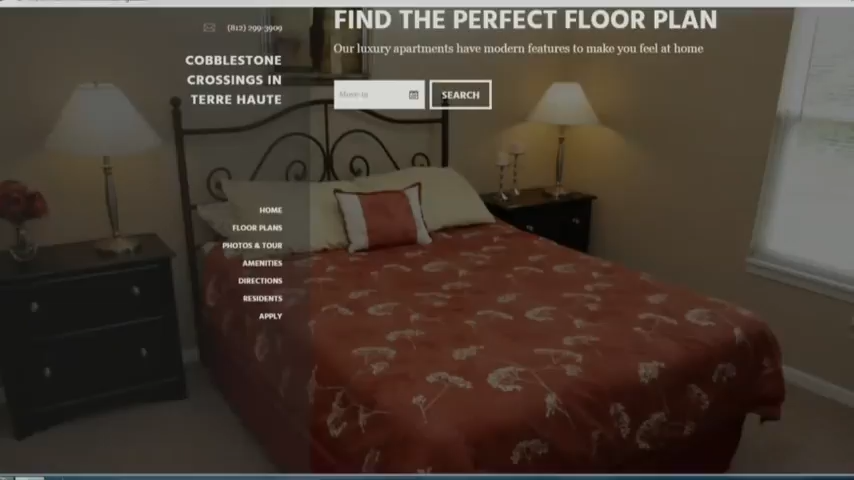 (812) 299-3909
COBBLESTONE
CROSSINGS IN
TERRE HAUTE
HOME
FLOOR PLANS
PHOTOS & TOUR
AMENITIES
DIRECTIONS
RESIDENTS
APPLY
FIND THE PERFECT FLOOR PLAN
Our luxury apartments have modern features to make you feel at home
Move-in
SEARCH